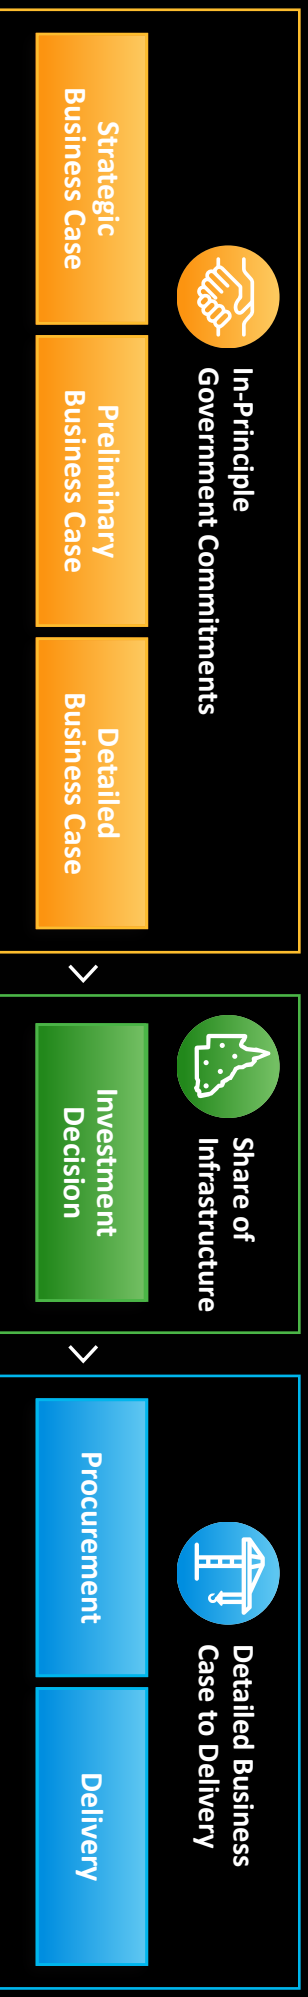 In-Principle
Government Commitments
Strategic
Business Case
Preliminary
Business Case
Detailed
Business Case
Share of
Infrastructure
Investment
Decision
Detailed Business
Case to Delivery
Procurement
Delivery